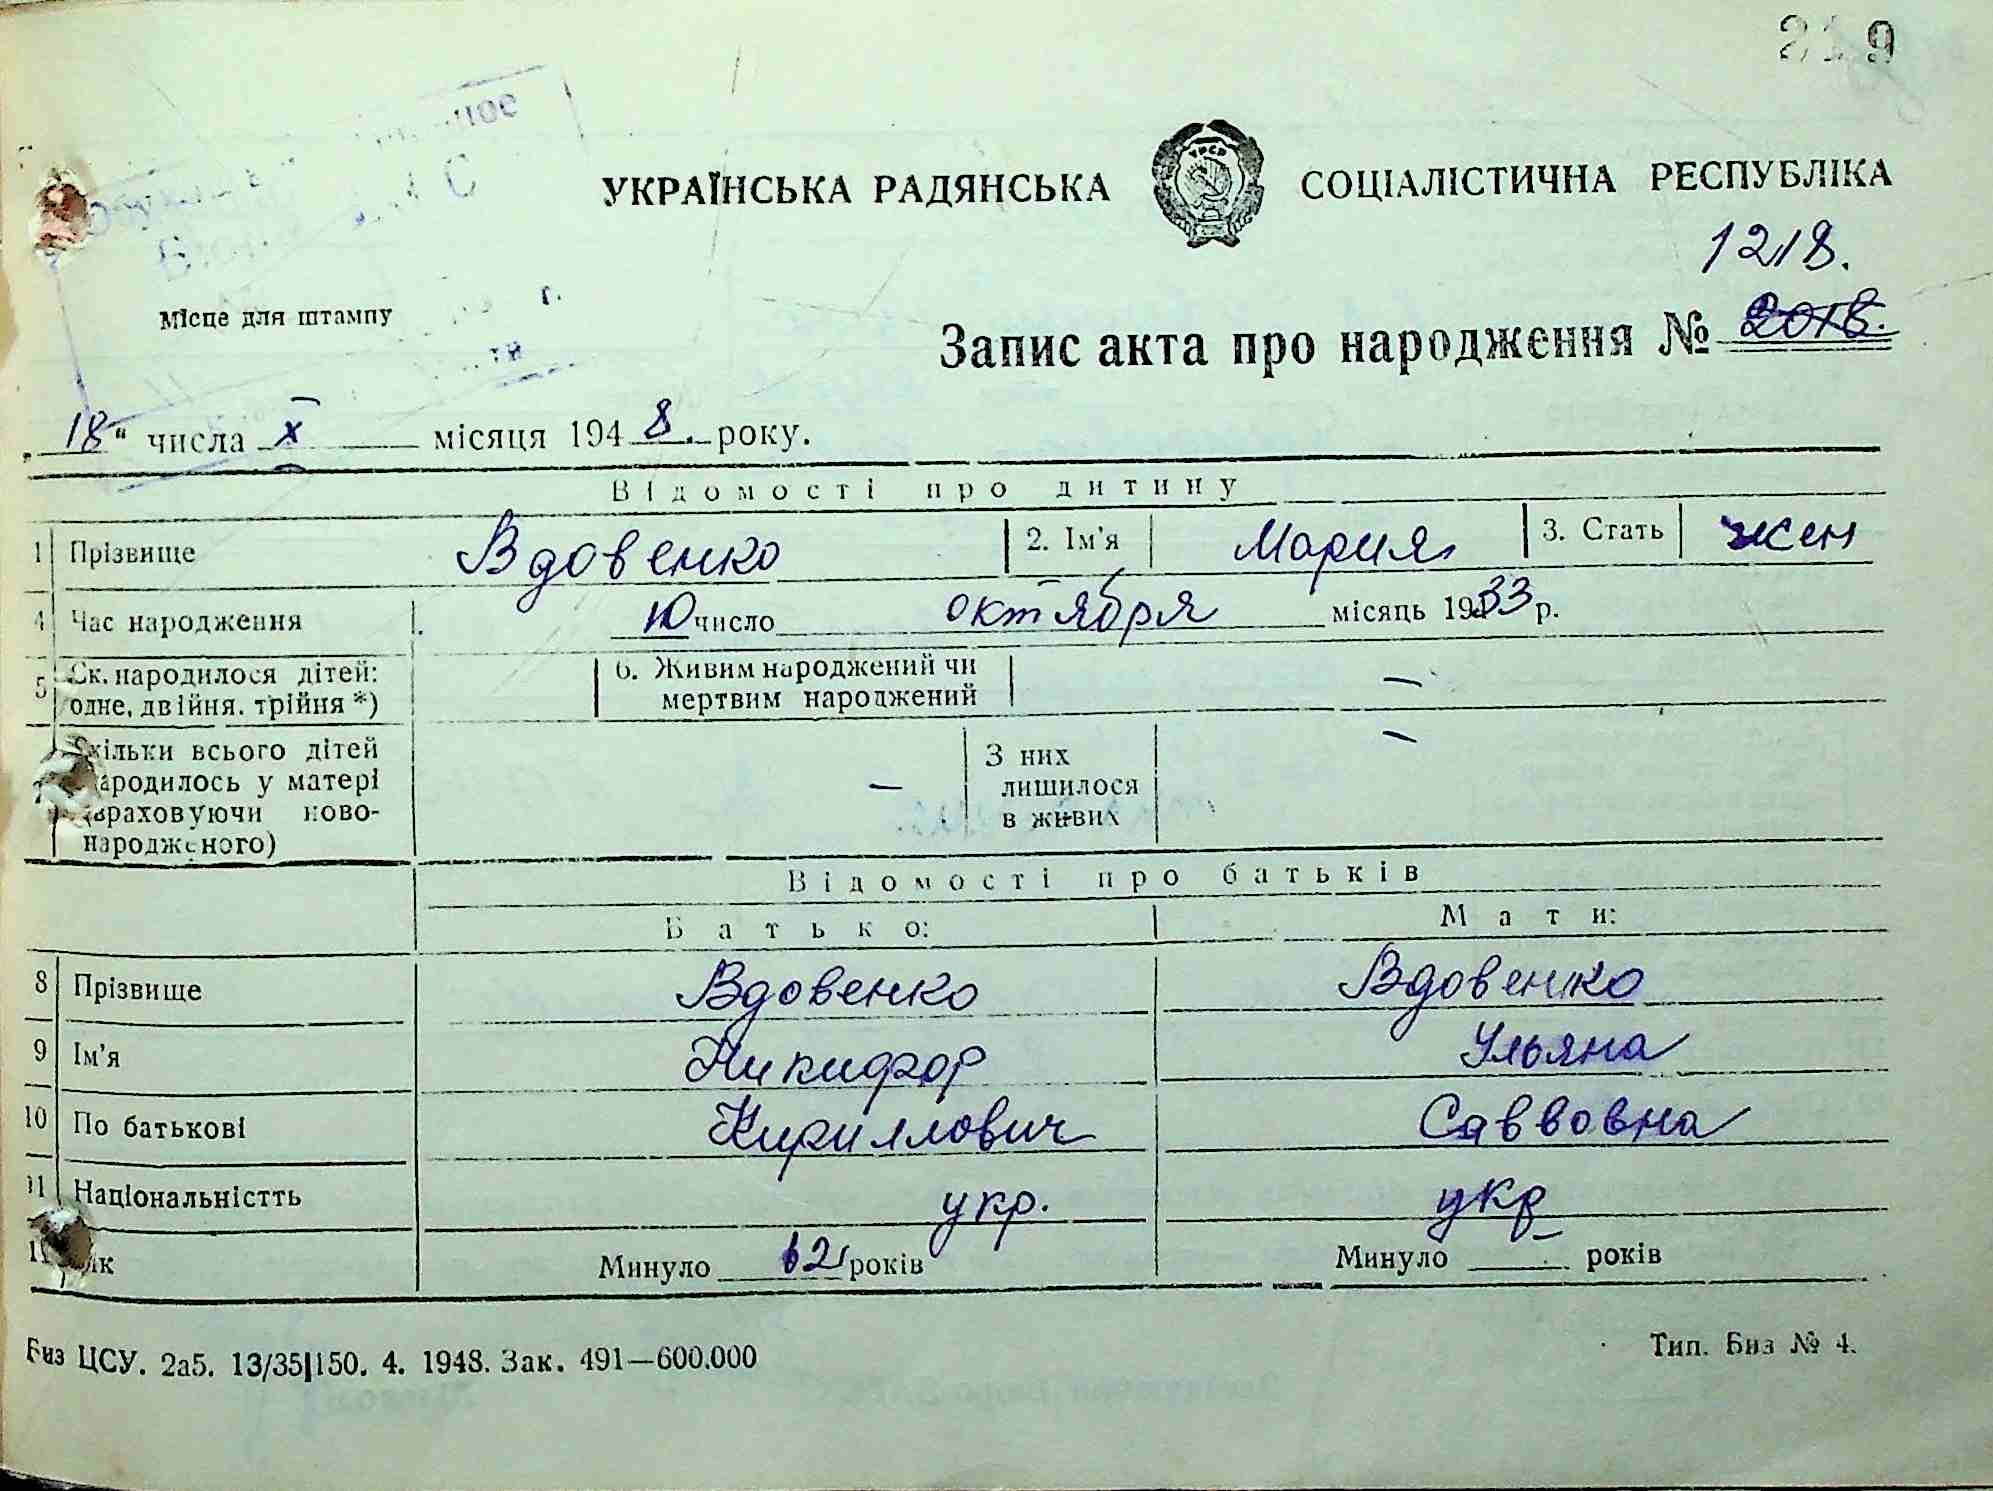 УКРАЇНСЬКА РАДЯНСЬКА СОЦІАЛІСТИЧНА РЕСПУБЛІКА
УРСР
1218.
Місце для штампу
г.
Запис акта про народження № 2018.
„18“ числа X місяця 1948. року.
Відомості про дитину
1 Прізвище Вдовенко 2. Ім'я Мария 3. Стать жен
4 Час народження 10 число октября місяць 1933 р.
5 Ск. народилося дітей: одне, двійня. трійня *) 6. Живим народжений чи мертвим народжений —
Скільки всього дітей народилось у матері (враховуючи новонародженого) — З них лишилося в живих —
Відомості про батьків
Батько: Мати:
8 Прізвище Вдовенко Вдовенко
9 Ім'я Никифор Ульяна
10 По батькові Кириллович Саввовна
11 Національністть укр. укр
Вік Минуло 62 років Минуло років
Биз ЦСУ. 2а5. 13/35|150. 4. 1948. Зак. 491—600.000
Тип. Биз № 4.